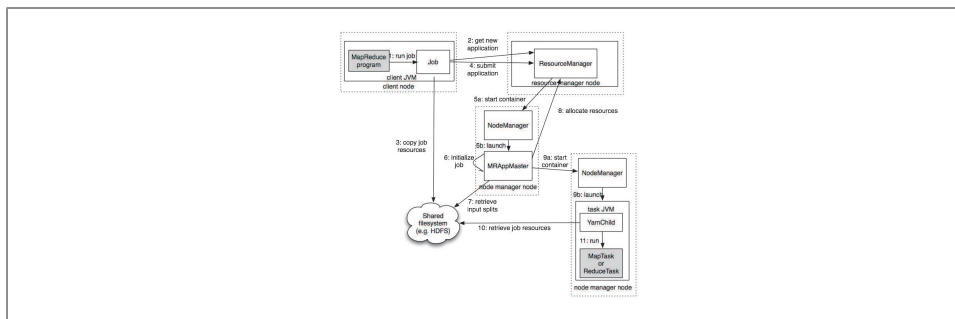 MapReduce
program
1: run job
Job
client JVM
client node
2: get new
application
4: submit
application
ResourceManager
resource manager node
5a: start container
8: allocate resources
NodeManager
5b: launch
3: copy job
resources
6: initialize
job
MRAppMaster
node manager node
9a: start
container
NodeManager
9b: launch
7: retrieve
input splits
Shared
filesystem
(e.g. HDFS)
10: retrieve job resources
task JVM
YarnChild
11: run
MapTask
or
ReduceTask
node manager node